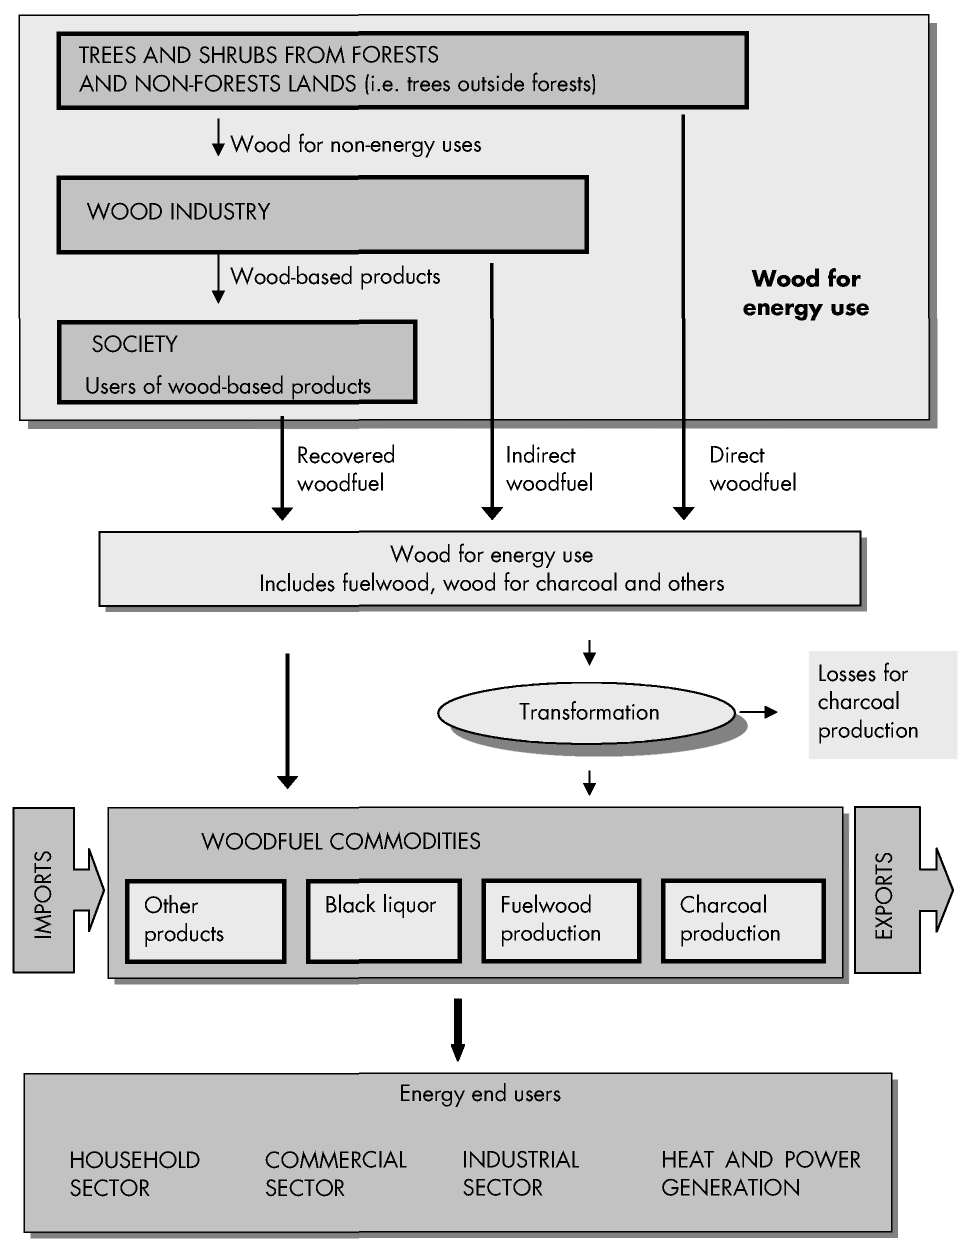 TREES AND SHRUBS FROM FORESTS
AND NON-FORESTS LANDS (i.e. trees outside forests)
Wood for non-energy uses
WOOD INDUSTRY
Wood-based products
Wood for
energy use
SOCIETY
Users of wood-based products
Recovered
woodfuel
Indirect
woodfuel
Direct
woodfuel
Wood for energy use
Includes fuelwood, wood for charcoal and others
Transformation
Losses for
charcoal
production
IMPORTS
WOODFUEL COMMODITIES
Other
products
Black liquor
Fuelwood
production
Charcoal
production
EXPORTS
Energy end users
HOUSEHOLD
SECTOR
COMMERCIAL
SECTOR
INDUSTRIAL
SECTOR
HEAT AND POWER
GENERATION